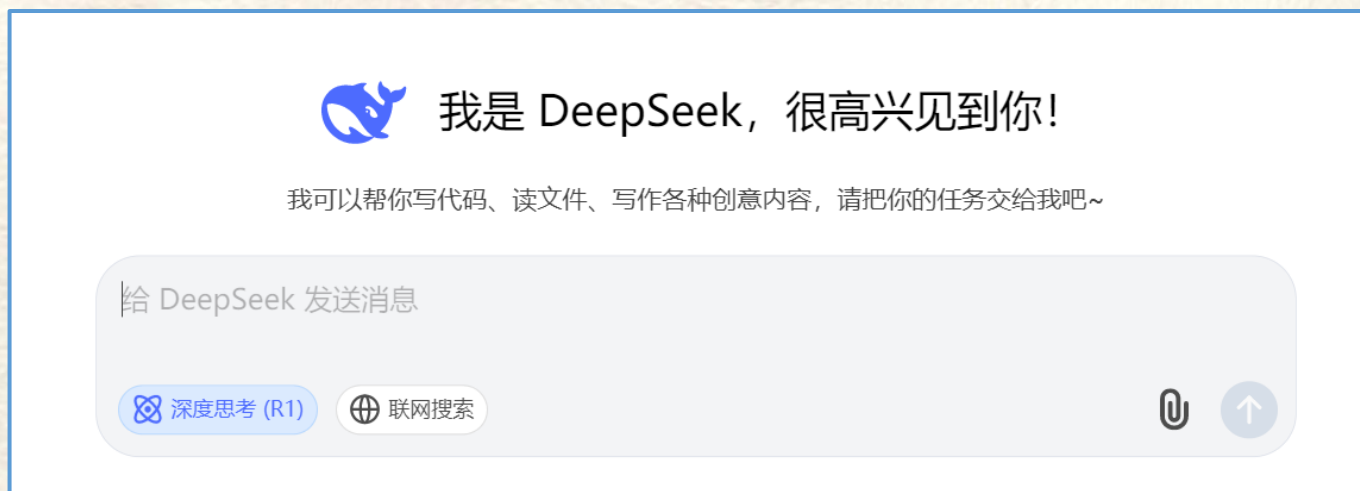 我是 DeepSeek，很高兴见到你！
我可以帮你写代码、读文件、写作各种创意内容，请把你的任务交给我吧~
给 DeepSeek 发送消息
深度思考 (R1) 联网搜索